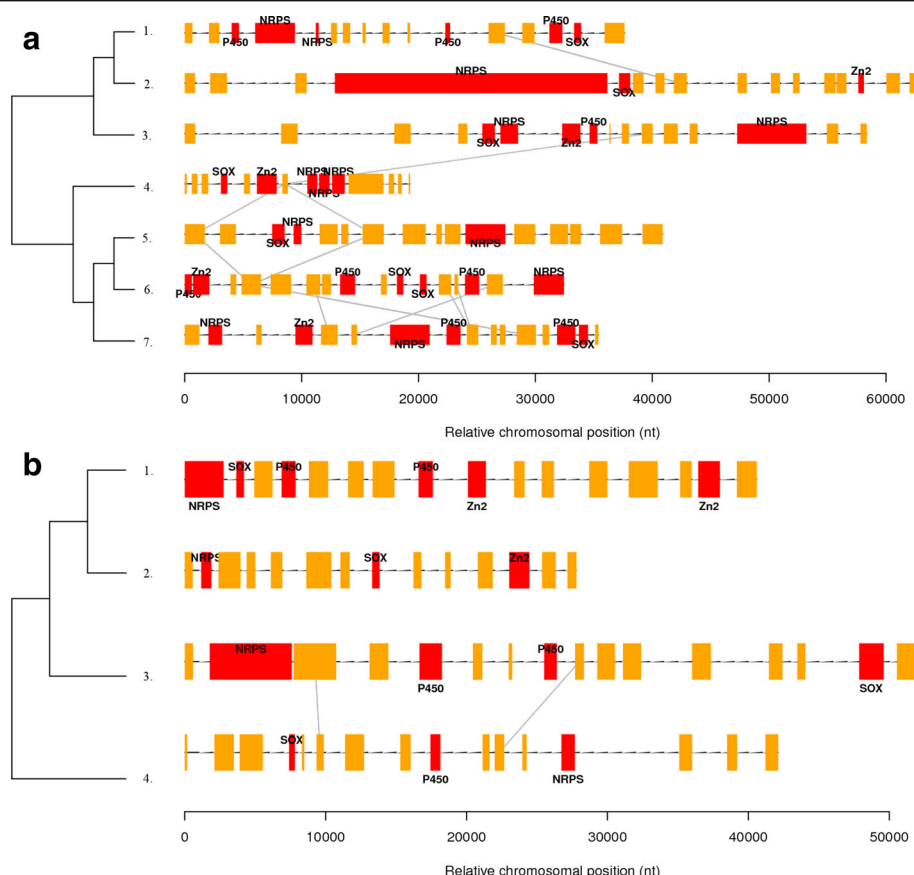 a
NRPS P450
1.
P450 NRPS P450 SOX
NRPS Zn2
2.
SOX
NRPS P450 NRPS
3.
SOX Zn2
SOX Zn2 NRPS NRPS
4.
NRPS
NRPS
5.
SOX NRPS
Zn2 P450 SOX P450 NRPS
6.
P450 SOX
NRPS Zn2 P450 P450
7.
NRPS SOX
0 10000 20000 30000 40000 50000 60000
Relative chromosomal position (nt)
b
1.
SOX P450 P450
NRPS Zn2 Zn2
NRPS SOX Zn2
2.
NRPS P450
3.
P450 SOX
SOX
4.
P450 NRPS
0 10000 20000 30000 40000 50000
Relative chromosomal position (nt)